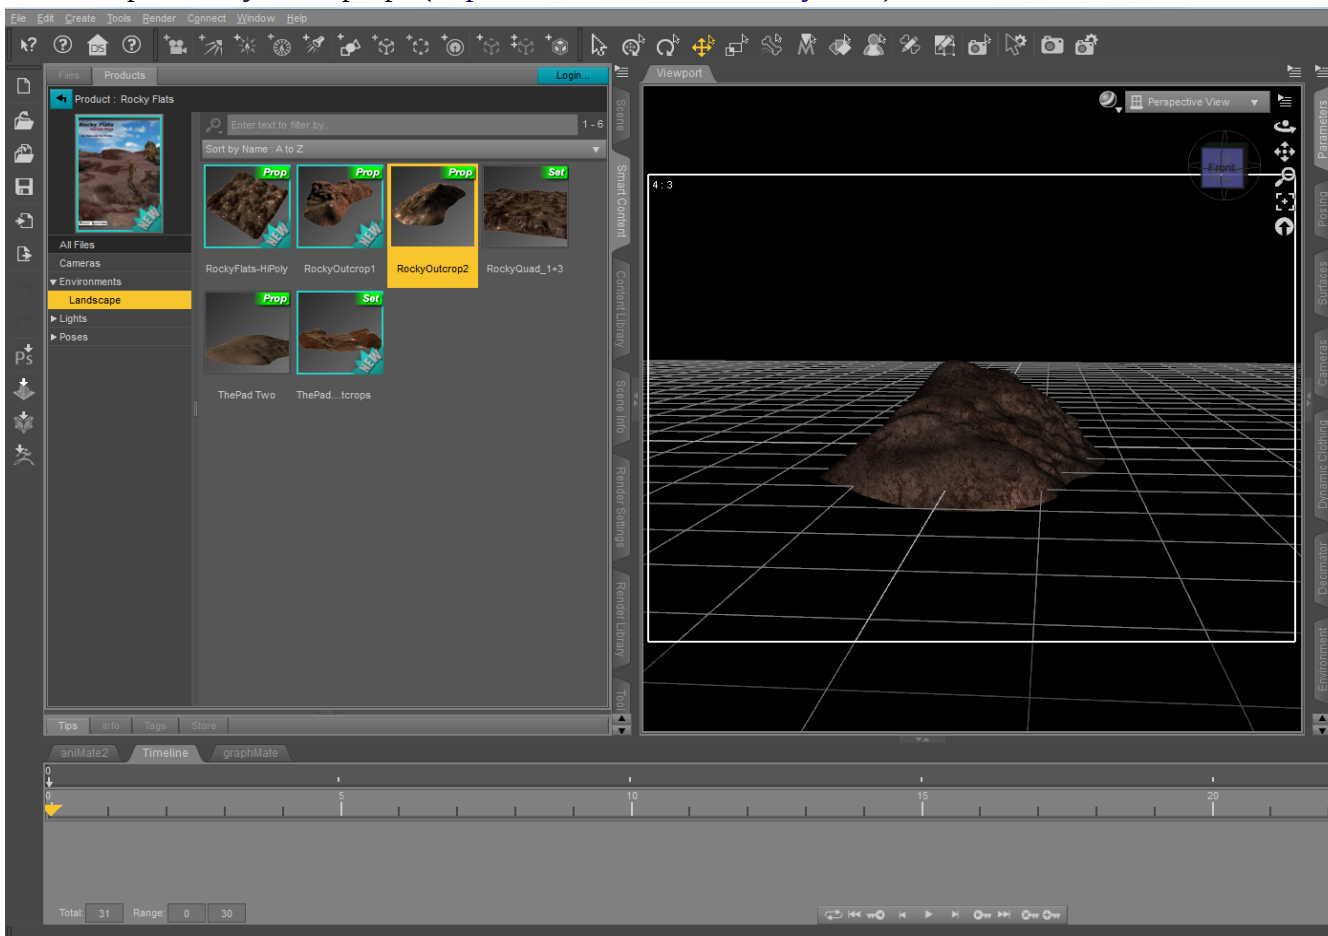 File Edit Create Tools Render Connect Window Help
Files Products Login...
Product : Rocky Flats
Enter text to filter by... 1 - 6
Sort by Name : A to Z
All Files
Cameras
Environments
Landscape
Lights
Poses
Prop
NEW
RockyFlats-HiPoly
Prop
NEW
RockyOutcrop1
Prop
RockyOutcrop2
Set
RockyQuad_1+3
Prop
ThePad Two
Set
NEW
ThePad...tcrops
Tips Info Tags Store
Scene
Smart Content
Content Library
Scene Info
Render Settings
Render Library
Tool
Viewport
Perspective View
Front
4 : 3
Parameters
Posing
Surfaces
Cameras
Dynamic Clothing
Decimator
Environment
aniMate2 Timeline graphMate
0
0 5 10 15 20
Total: 31 Range: 0 30